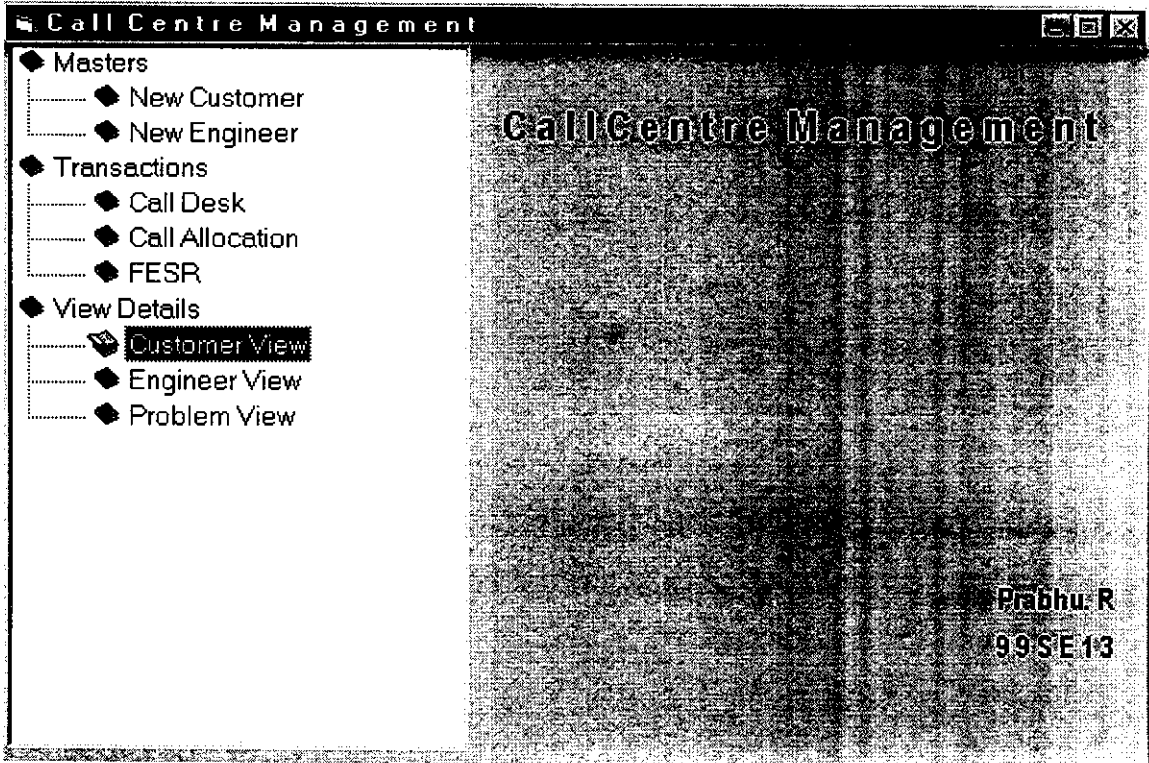 Call Centre Management
Masters
New Customer
New Engineer
Transactions
Call Desk
Call Allocation
FESR
View Details
Customer View
Engineer View
Problem View
CallCentre Management
Prabhu. R
99SE13